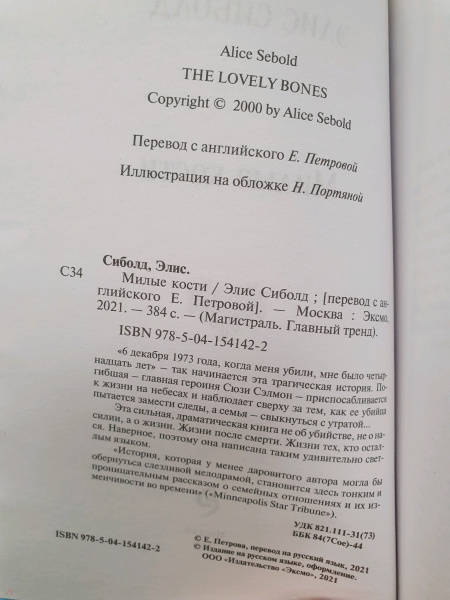 Alice Sebold
THE LOVELY BONES
Copyright © 2000 by Alice Sebold
Перевод с английского Е. Петровой
Иллюстрация на обложке Н. Портяной
Сиболд, Элис.
С34 Милые кости / Элис Сиболд ; [перевод с ан-
глийского Е. Петровой]. — Москва : Эксмо,
2021. — 384 с. — (Магистраль. Главный тренд).
ISBN 978-5-04-154142-2
«6 декабря 1973 года, когда меня убили, мне было четыр-
надцать лет» – так начинается эта трагическая история. По-
гибшая – главная героиня Сюзи Сэлмон – приспосабливается
к жизни на небесах и наблюдает сверху за тем, как ее убийца
пытается замести следы, а семья – свыкнуться с утратой...
Эта сильная, драматическая книга не об убийстве, не о на-
силии, а о жизни. Жизни после смерти. Жизни тех, кто остал-
ся. Наверное, поэтому она написана таким удивительно свет-
лым языком.
«История, которая у менее даровитого автора могла бы
обернуться слезливой мелодрамой, становится здесь тонким и
проницательным рассказом о семейных отношениях и их из-
менчивости во времени» («Minneapolis Star Tribune»).
УДК 821.111-31(73)
ББК 84(7Сое)-44
© Е. Петрова, перевод на русский язык, 2021
© Издание на русском языке, оформление.
ISBN 978-5-04-154142-2 ООО «Издательство «Эксмо», 2021